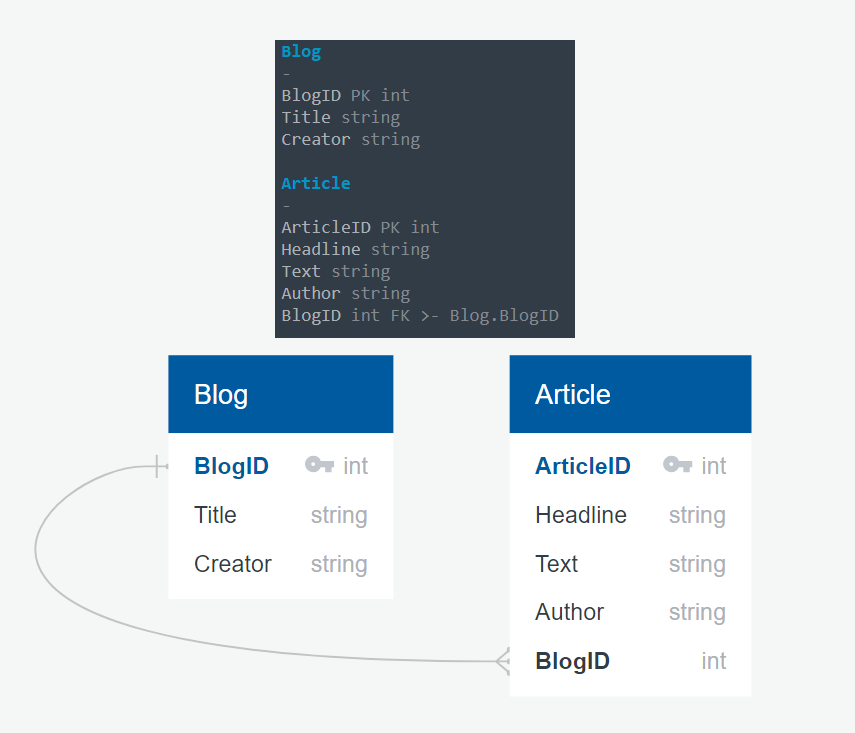 Blog
-
BlogID PK int
Title string
Creator string
Article
-
ArticleID PK int
Headline string
Text string
Author string
BlogID int FK >- Blog.BlogID
Blog
BlogID int
Title string
Creator string
Article
ArticleID int
Headline string
Text string
Author string
BlogID int